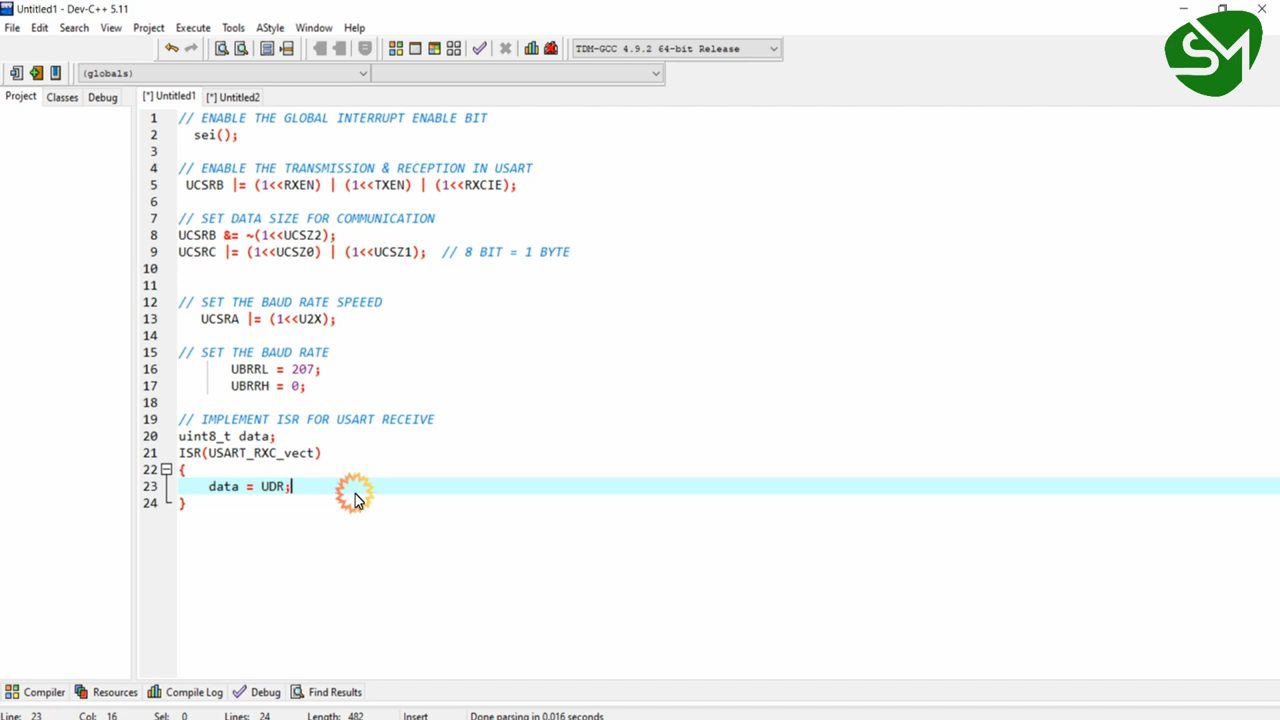 Untitled1 - Dev-C++ 5.11
File Edit Search View Project Execute Tools AStyle Window Help
TDM-GCC 4.9.2 64-bit Release
(globals)
Project Classes Debug [*] Untitled1 [*] Untitled2
1 // ENABLE THE GLOBAL INTERRUPT ENABLE BIT
2 sei();
3
4 // ENABLE THE TRANSMISSION & RECEPTION IN USART
5 UCSRB |= (1<<RXEN) | (1<<TXEN) | (1<<RXCIE);
6
7 // SET DATA SIZE FOR COMMUNICATION
8 UCSRB &= ~(1<<UCSZ2);
9 UCSRC |= (1<<UCSZ0) | (1<<UCSZ1); // 8 BIT = 1 BYTE
10
11
12 // SET THE BAUD RATE SPEEED
13 UCSRA |= (1<<U2X);
14
15 // SET THE BAUD RATE
16 UBRRL = 207;
17 UBRRH = 0;
18
19 // IMPLEMENT ISR FOR USART RECEIVE
20 uint8_t data;
21 ISR(USART_RXC_vect)
22 {
23 data = UDR;
24 }
Compiler Resources Compile Log Debug Find Results
Line: 23 Col: 16 Sel: 0 Lines: 24 Length: 482 Insert Done parsing in 0.016 seconds
SM